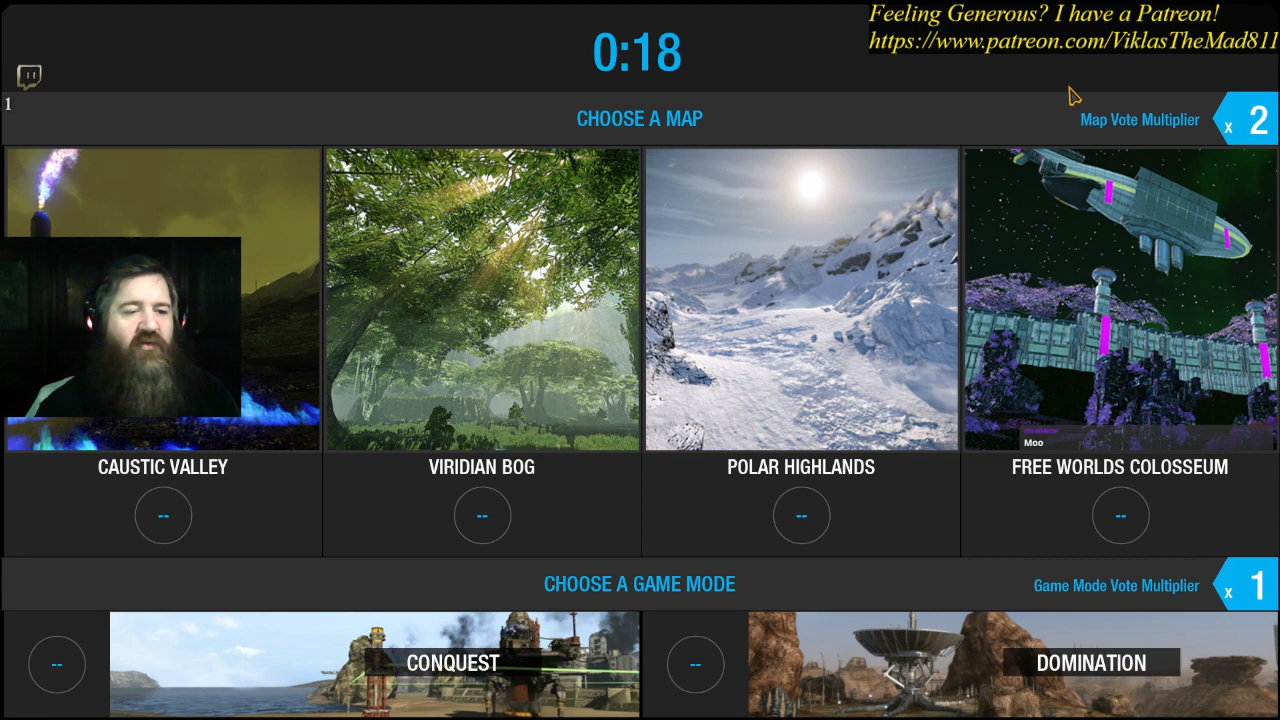 Feeling Generous? I have a Patreon!
https://www.patreon.com/ViklasTheMad811
0:18
1
CHOOSE A MAP
Map Vote Multiplier
x 2
CAUSTIC VALLEY
VIRIDIAN BOG
POLAR HIGHLANDS
FREE WORLDS COLOSSEUM
Moo
--
--
--
--
CHOOSE A GAME MODE
Game Mode Vote Multiplier
x 1
--
CONQUEST
--
DOMINATION